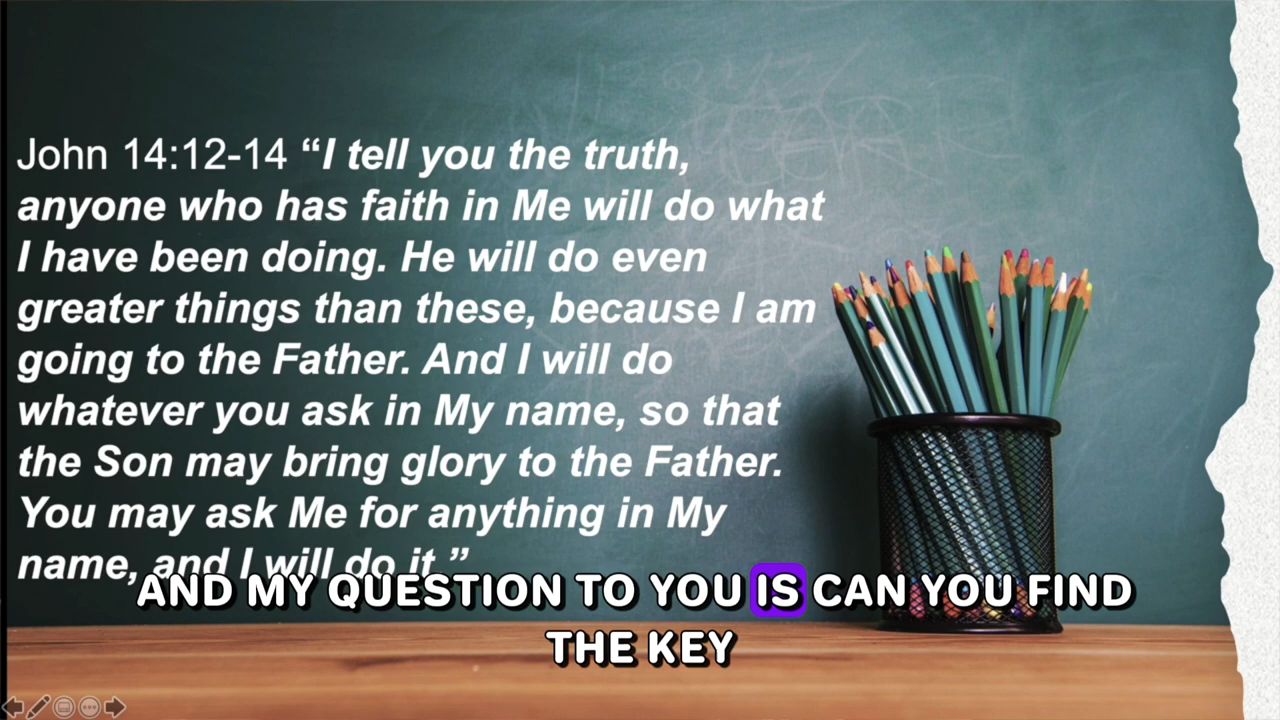 John 14:12-14 “I tell you the truth,
anyone who has faith in Me will do what
I have been doing. He will do even
greater things than these, because I am
going to the Father. And I will do
whatever you ask in My name, so that
the Son may bring glory to the Father.
You may ask Me for anything in My
name, and I will do it.”
AND MY QUESTION TO YOU IS CAN YOU FIND
THE KEY